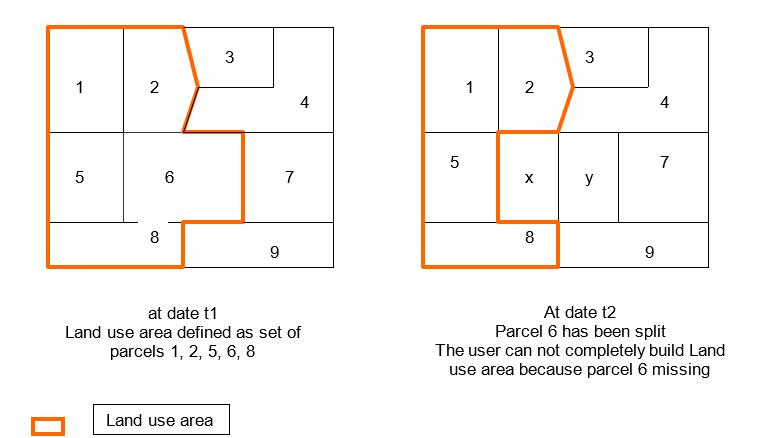 1
2
3
4
5
6
7
8
9
at date t1
Land use area defined as set of
parcels 1, 2, 5, 6, 8
1
2
3
4
5
x
y
7
8
9
At date t2
Parcel 6 has been split
The user can not completely build Land
use area because parcel 6 missing
Land use area